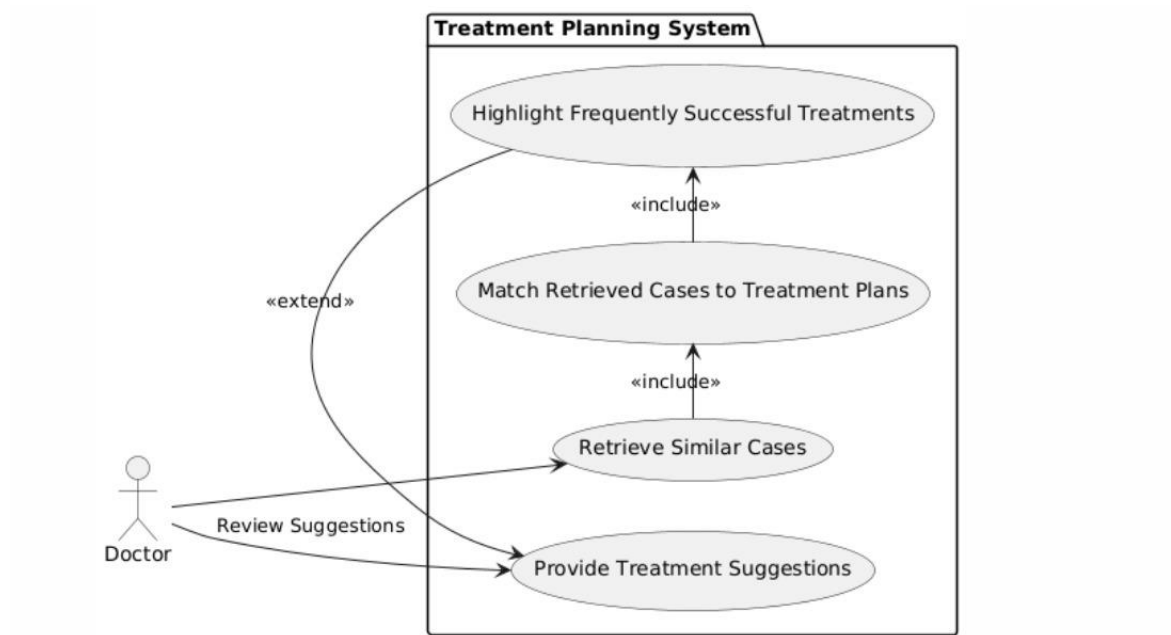 Treatment Planning System
Highlight Frequently Successful Treatments
«include»
Match Retrieved Cases to Treatment Plans
«extend»
«include»
Retrieve Similar Cases
Review Suggestions
Doctor
Provide Treatment Suggestions